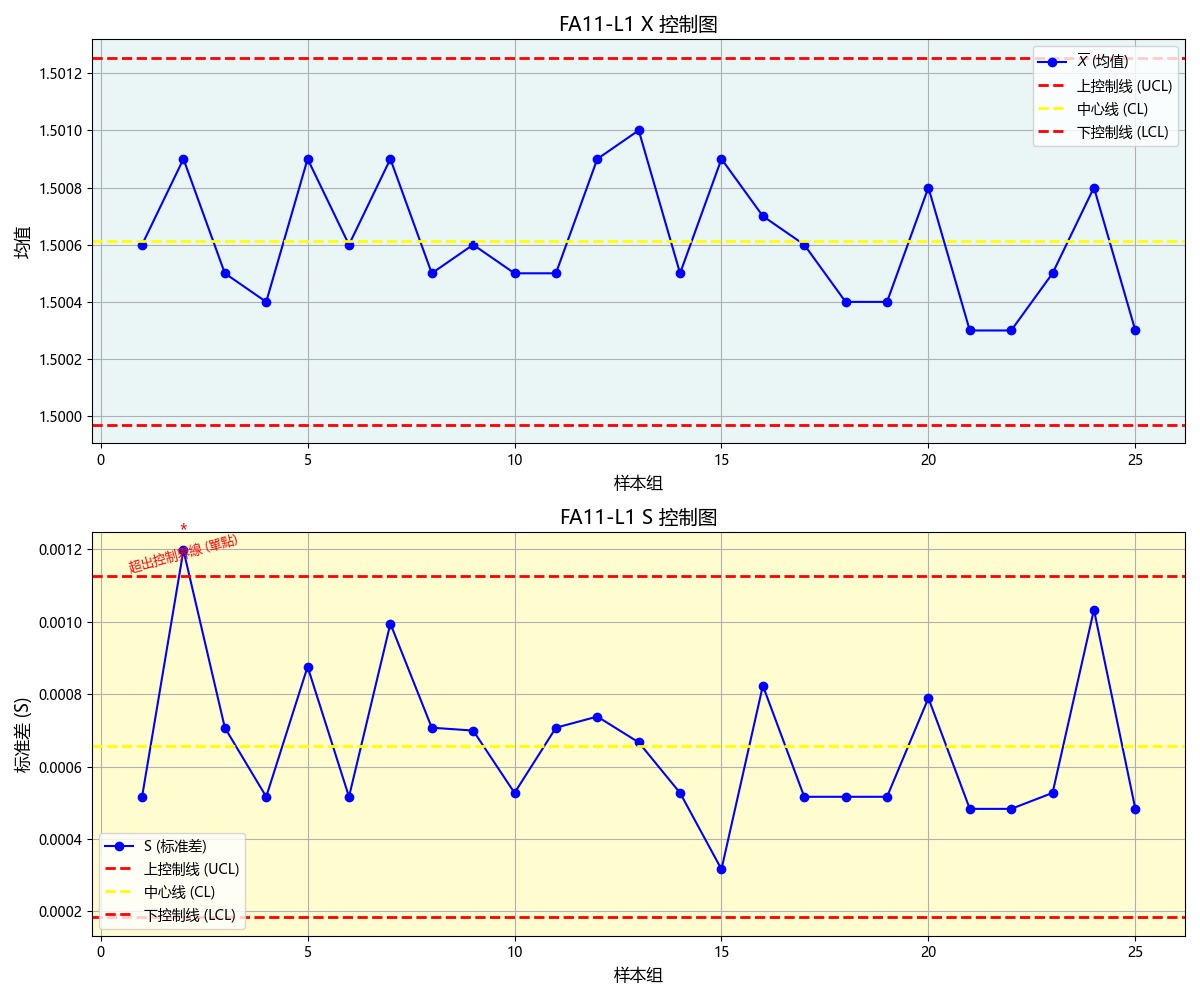 FA11-L1 X 控制图
1.5012
1.5010
1.5008
1.5006
1.5004
1.5002
1.5000
均值
X (均值)
上控制线 (UCL)
中心线 (CL)
下控制线 (LCL)
0 5 10 15 20 25
样本组
FA11-L1 S 控制图
*
超出控制界線 (單點)
0.0012
0.0010
0.0008
0.0006
0.0004
0.0002
标准差 (S)
S (标准差)
上控制线 (UCL)
中心线 (CL)
下控制线 (LCL)
0 5 10 15 20 25
样本组